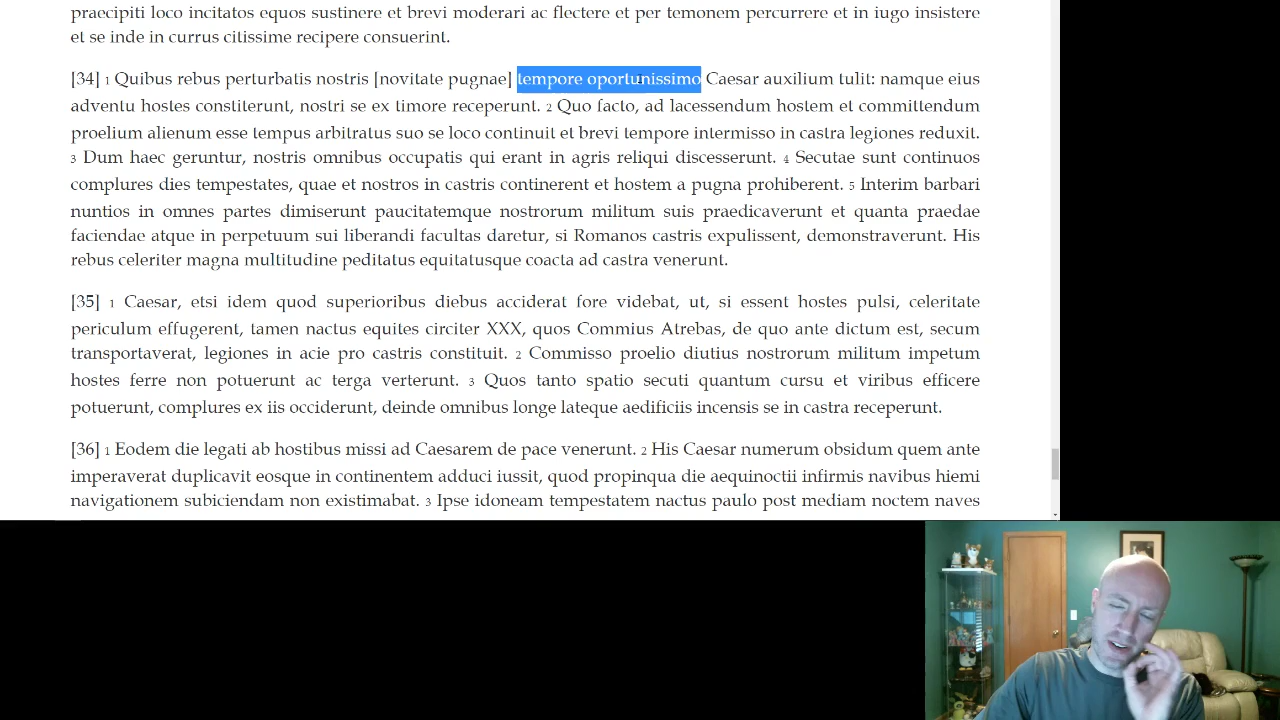 praecipiti loco incitatos equos sustinere et brevi moderari ac flectere et per temonem percurrere et in iugo insistere
et se inde in currus citissime recipere consuerint.
[34] 1 Quibus rebus perturbatis nostris [novitate pugnae] tempore oportunissimo Caesar auxilium tulit: namque eius
adventu hostes constiterunt, nostri se ex timore receperunt. 2 Quo facto, ad lacessendum hostem et committendum
proelium alienum esse tempus arbitratus suo se loco continuit et brevi tempore intermisso in castra legiones reduxit.
3 Dum haec geruntur, nostris omnibus occupatis qui erant in agris reliqui discesserunt. 4 Secutae sunt continuos
complures dies tempestates, quae et nostros in castris continerent et hostem a pugna prohiberent. 5 Interim barbari
nuntios in omnes partes dimiserunt paucitatemque nostrorum militum suis praedicaverunt et quanta praedae
faciendae atque in perpetuum sui liberandi facultas daretur, si Romanos castris expulissent, demonstraverunt. His
rebus celeriter magna multitudine peditatus equitatusque coacta ad castra venerunt.
[35] 1 Caesar, etsi idem quod superioribus diebus acciderat fore videbat, ut, si essent hostes pulsi, celeritate
periculum effugerent, tamen nactus equites circiter XXX, quos Commius Atrebas, de quo ante dictum est, secum
transportaverat, legiones in acie pro castris constituit. 2 Commisso proelio diutius nostrorum militum impetum
hostes ferre non potuerunt ac terga verterunt. 3 Quos tanto spatio secuti quantum cursu et viribus efficere
potuerunt, complures ex iis occiderunt, deinde omnibus longe lateque aedificiis incensis se in castra receperunt.
[36] 1 Eodem die legati ab hostibus missi ad Caesarem de pace venerunt. 2 His Caesar numerum obsidum quem ante
imperaverat duplicavit eosque in continentem adduci iussit, quod propinqua die aequinoctii infirmis navibus hiemi
navigationem subiciendam non existimabat. 3 Ipse idoneam tempestatem nactus paulo post mediam noctem naves